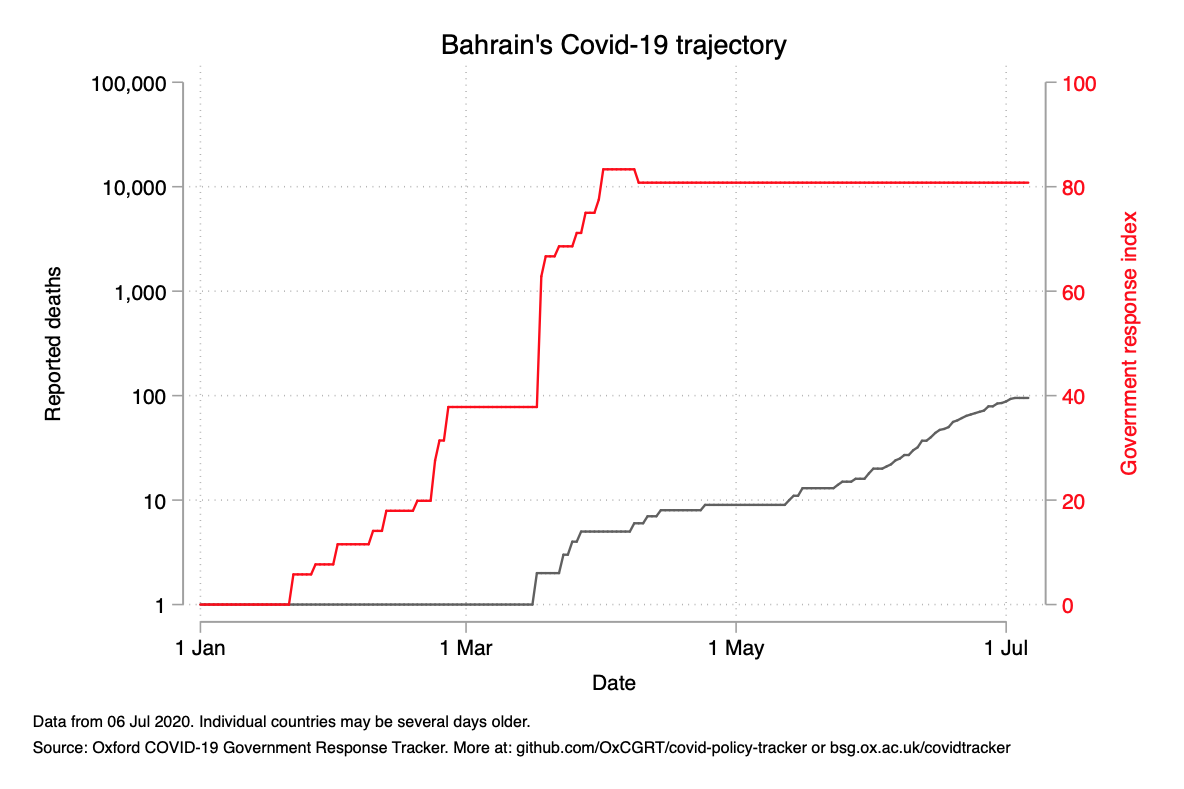 Bahrain's Covid-19 trajectory
100,000
10,000
1,000
100
10
1
Reported deaths
100
80
60
40
20
0
Government response index
1 Jan
1 Mar
1 May
1 Jul
Date
Data from 06 Jul 2020. Individual countries may be several days older.
Source: Oxford COVID-19 Government Response Tracker. More at: github.com/OxCGRT/covid-policy-tracker or bsg.ox.ac.uk/covidtracker